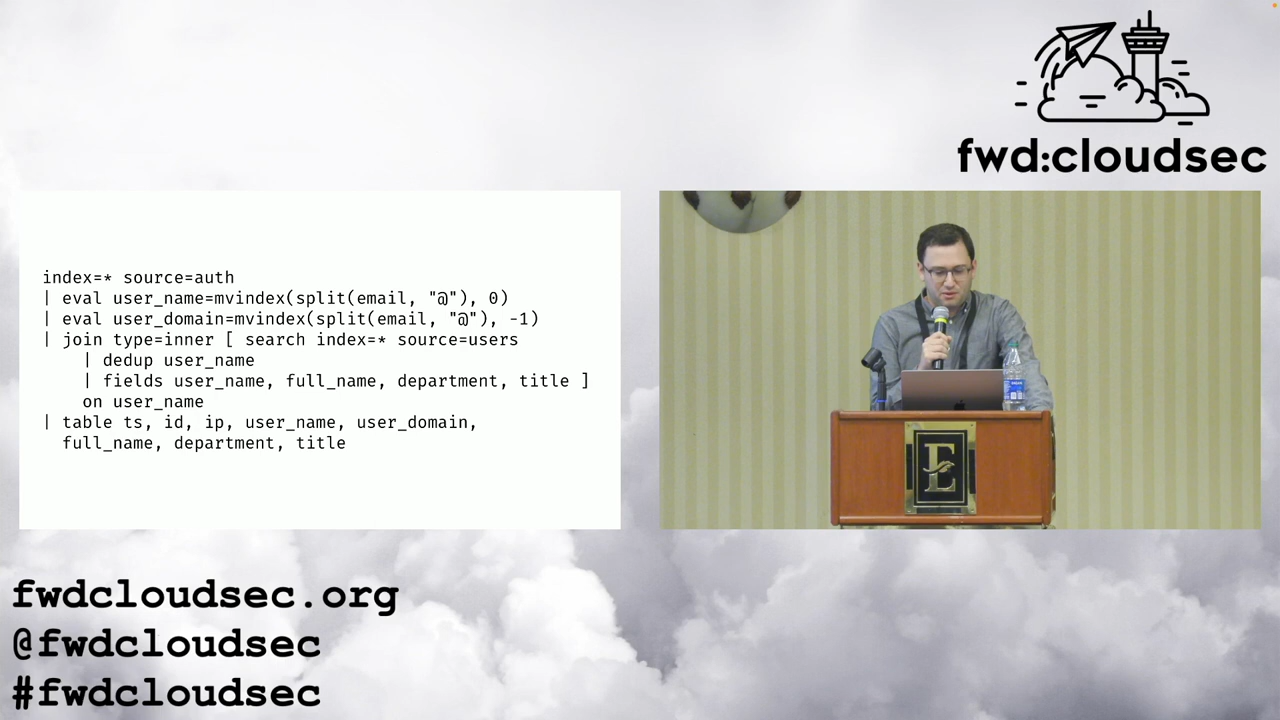 fwd:cloudsec
index=* source=auth
| eval user_name=mvindex(split(email, "@"), 0)
| eval user_domain=mvindex(split(email, "@"), -1)
| join type=inner [ search index=* source=users
    | dedup user_name
    | fields user_name, full_name, department, title ]
    on user_name
| table ts, id, ip, user_name, user_domain,
  full_name, department, title
E
fwdcloudsec.org
@fwdcloudsec
#fwdcloudsec